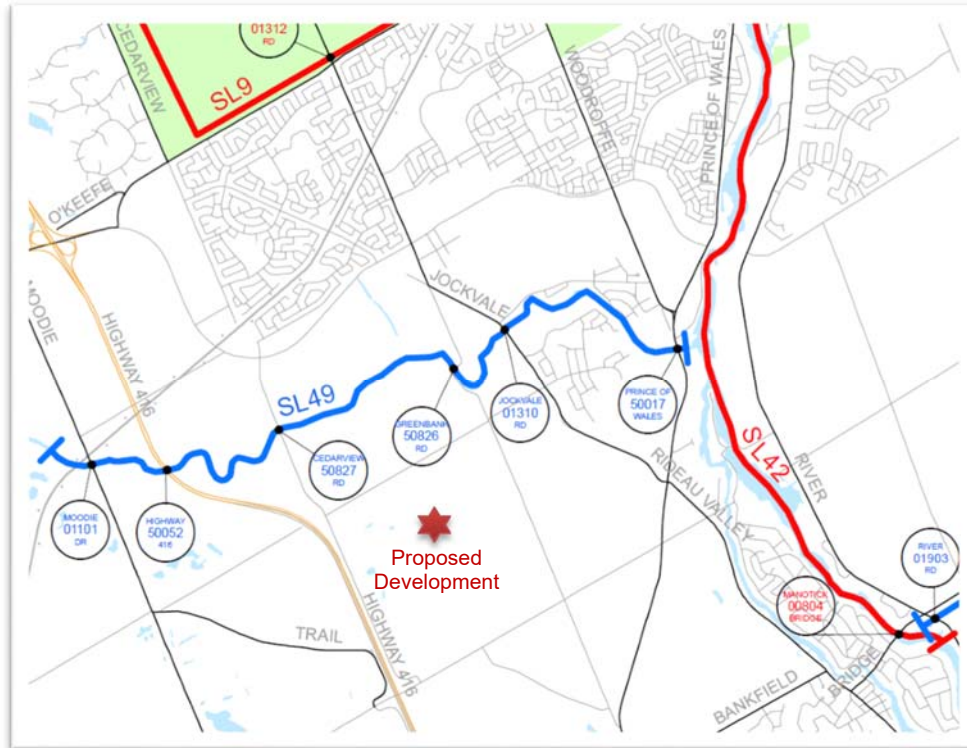 CEDARVIEW
01312
RD
SL9
WOODROFFE
PRINCE OF WALES
O'KEEFE
MOODIE
HIGHWAY 416
JOCKVALE
SL49
GREENBANK
50826
RD
JOCKVALE
01310
RD
PRINCE OF
50017
WALES
CEDARVIEW
50827
RD
MOODIE
01101
DR
HIGHWAY
50052
416
SL42
RIVER
RIDEAU VALLEY
Proposed
Development
RIVER
01903
RD
MANOTICK
00804
BRIDGE
HIGHWAY 416
TRAIL
BRIDGE
BANKFIELD